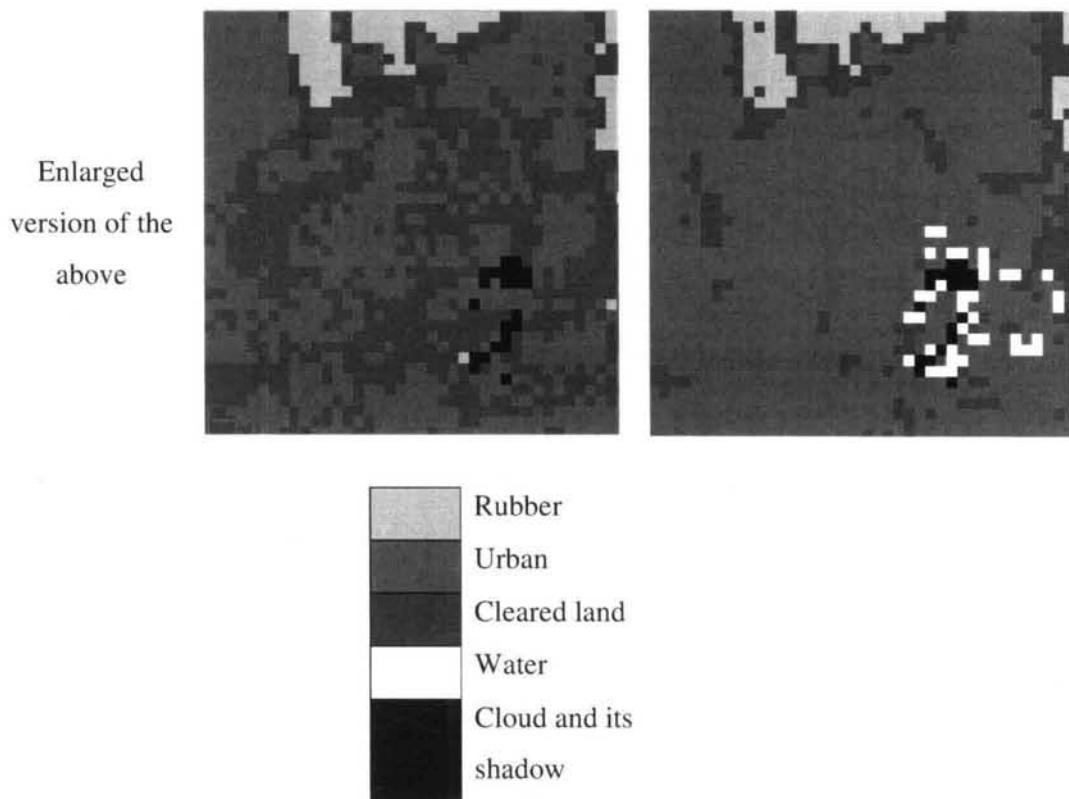 Enlarged
version of the
above
Rubber
Urban
Cleared land
Water
Cloud and its
shadow